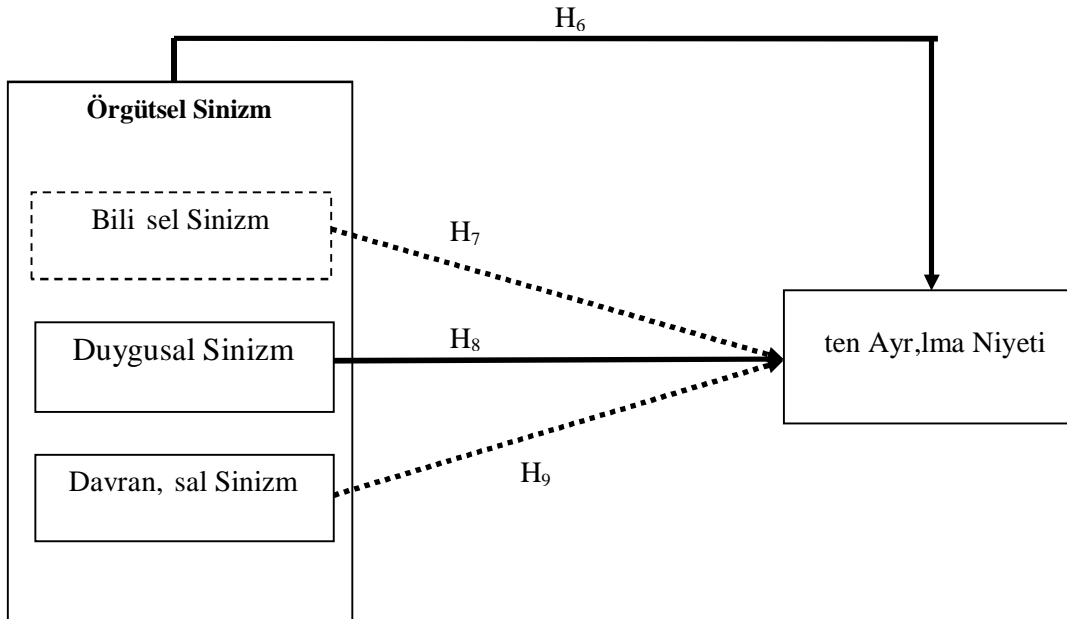 H₆
Örgütsel Sinizm
Bili sel Sinizm
H₇
Duygusal Sinizm
H₈
ten Ayr,lma Niyeti
Davran, sal Sinizm
H₉